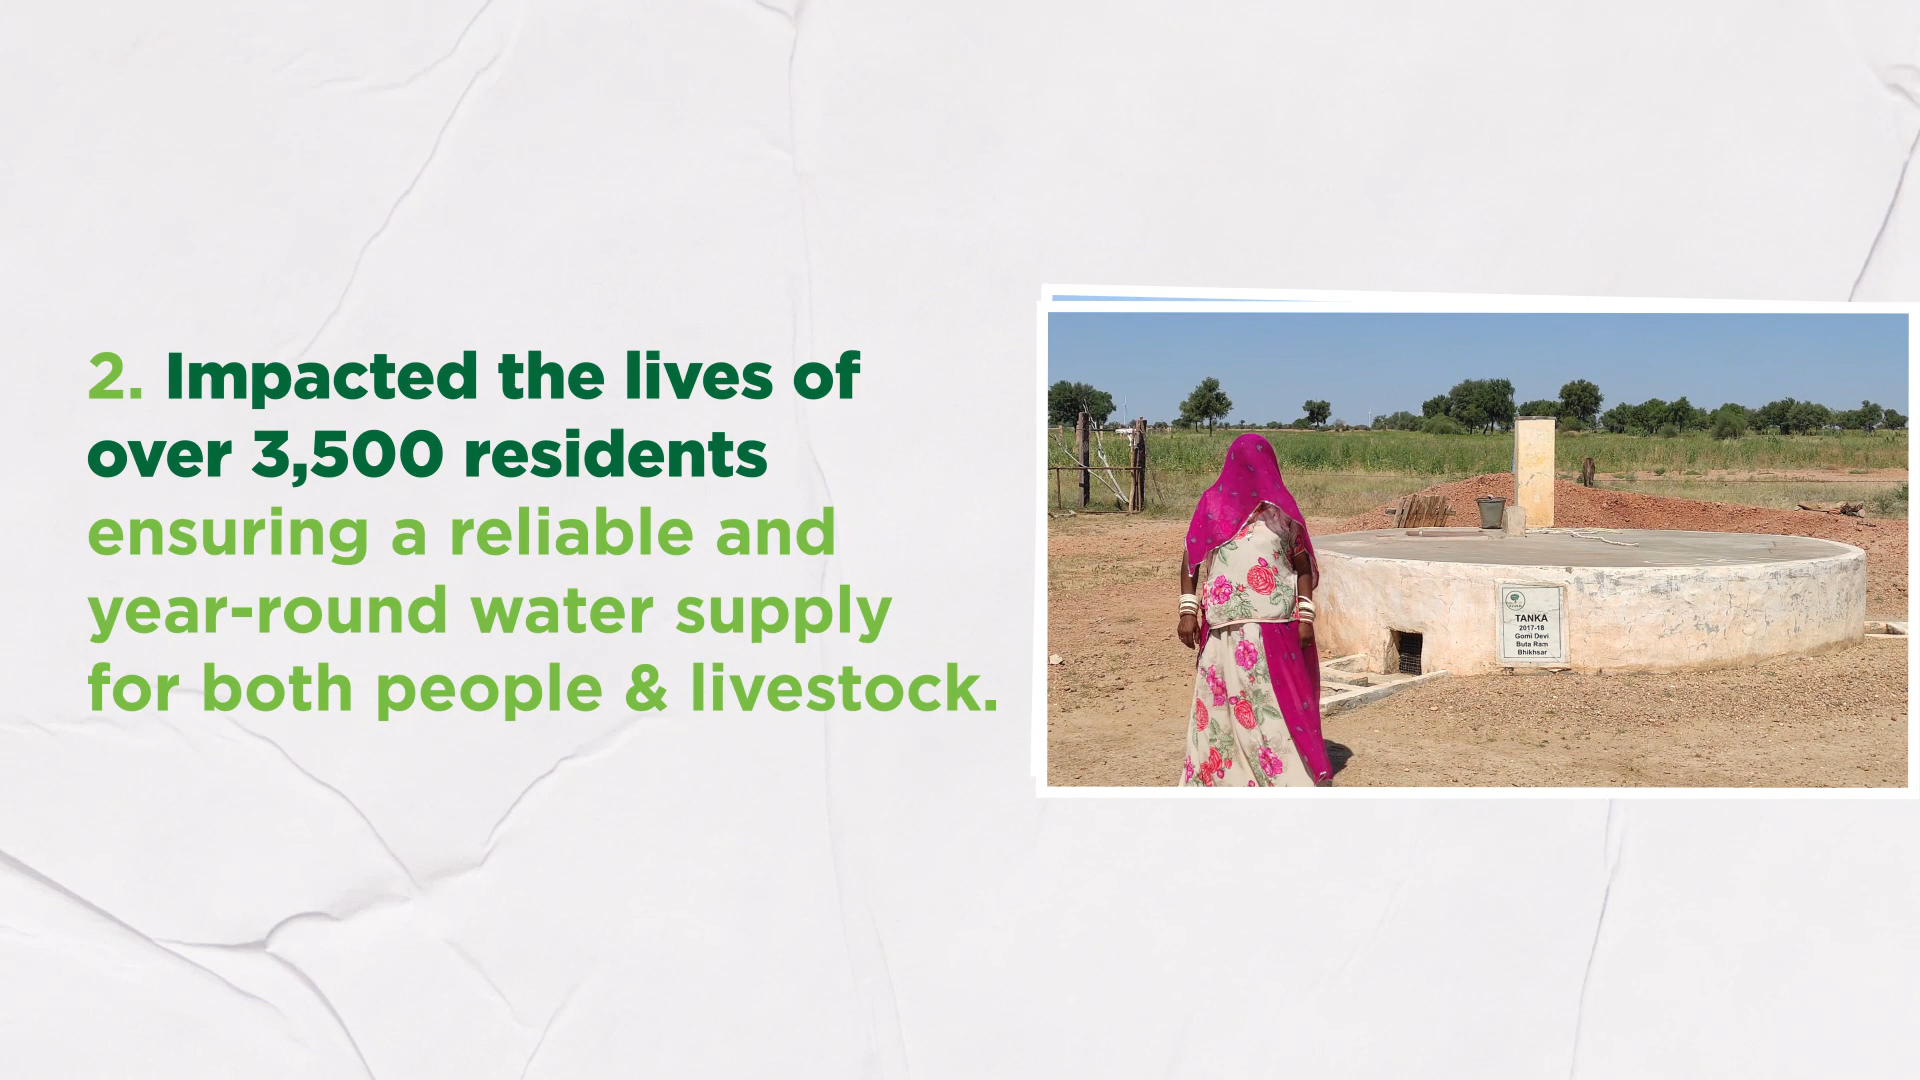 2. Impacted the lives of
over 3,500 residents
ensuring a reliable and
year-round water supply
for both people & livestock.
TANKA
2017-18
Gomi Devi
Buta Ram
Bhikhsar